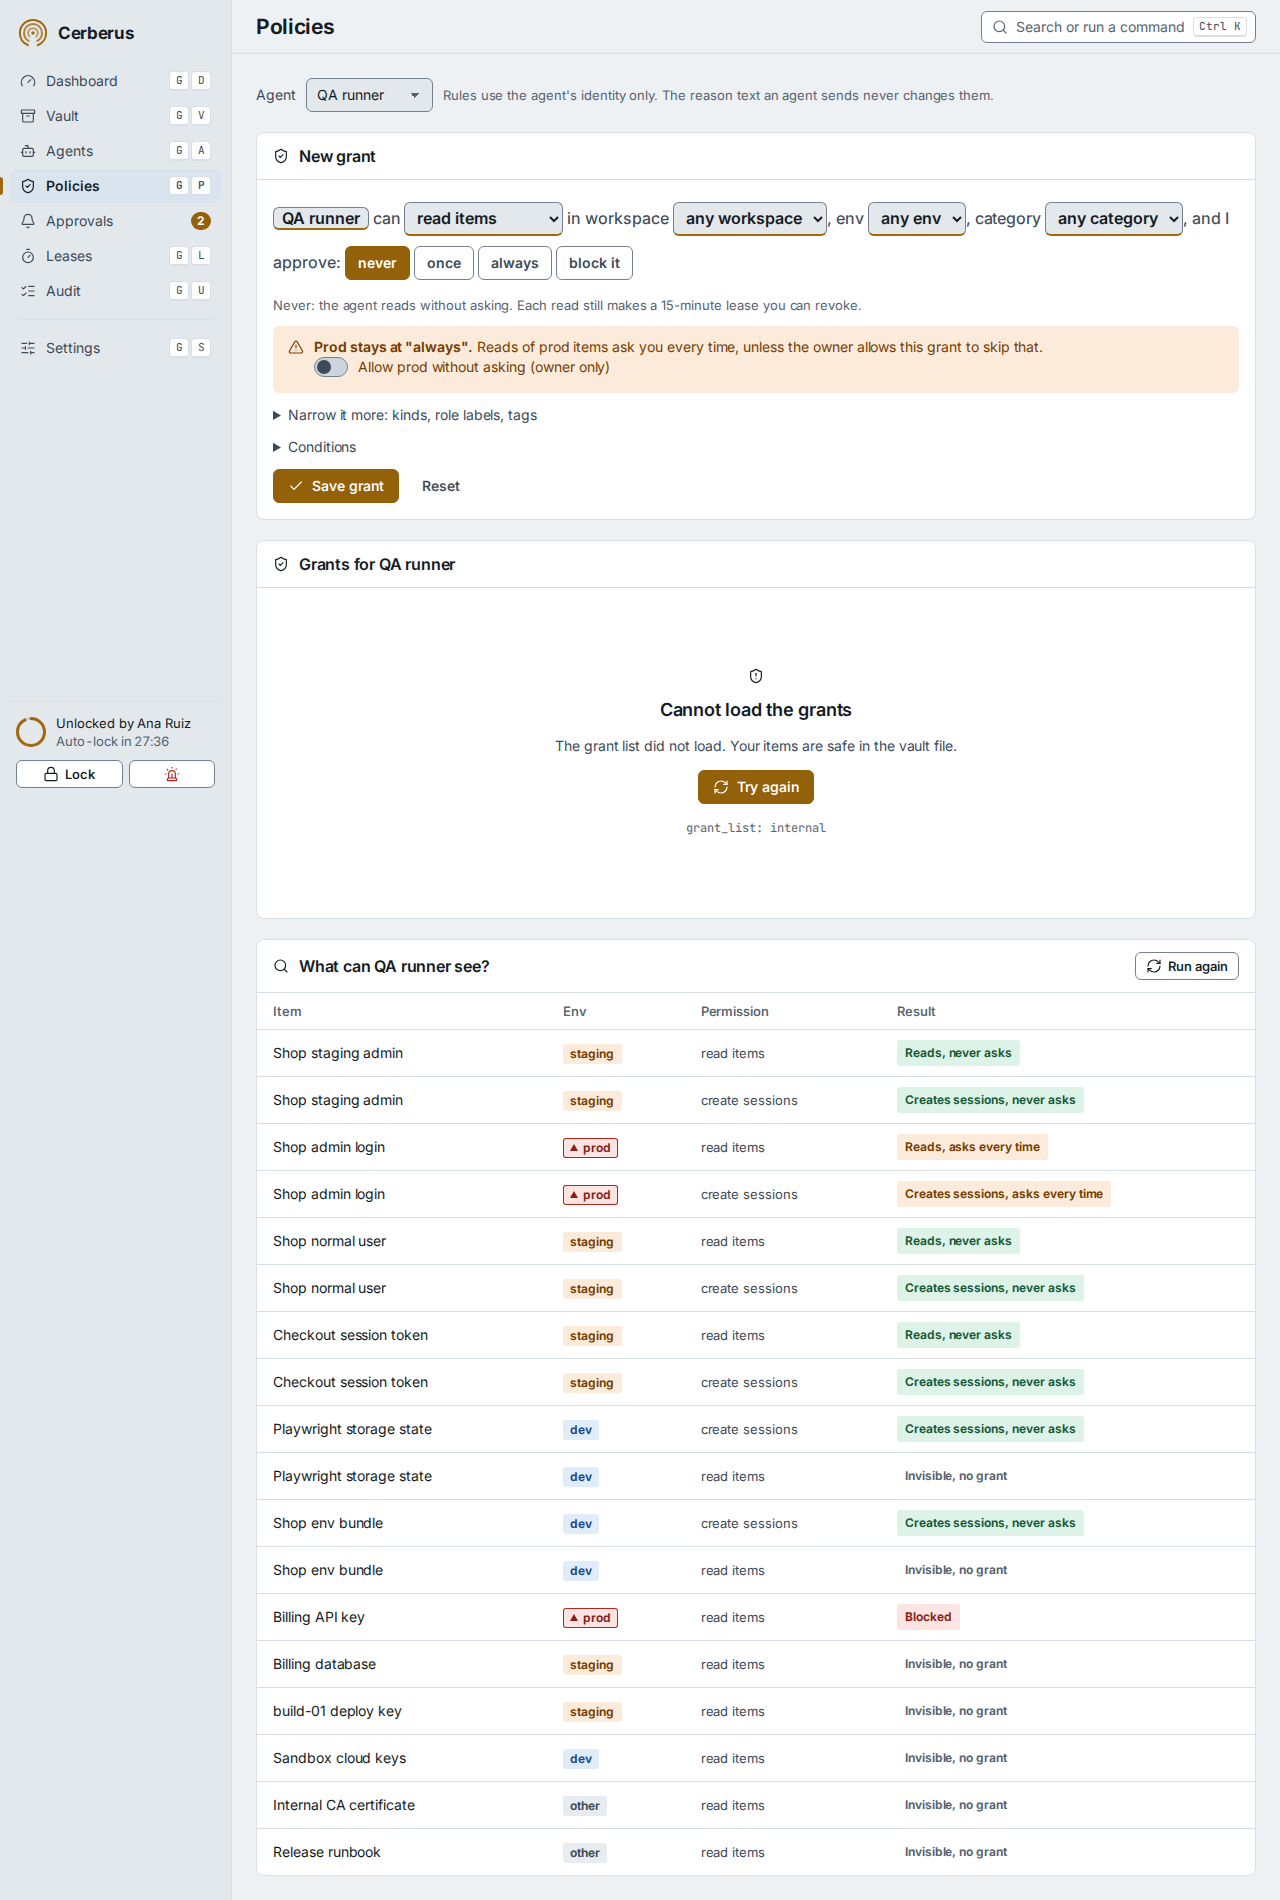 Cerberus
Dashboard G D
Vault G V
Agents G A
Policies G P
Approvals 2
Leases G L
Audit G U
Settings G S
Unlocked by Ana Ruiz
Auto-lock in 27:36
Lock
Policies
Search or run a command Ctrl K
Agent QA runner Rules use the agent's identity only. The reason text an agent sends never changes them.
New grant
QA runner can read items in workspace any workspace, env any env, category any category, and I
approve: never once always block it
Never: the agent reads without asking. Each read still makes a 15-minute lease you can revoke.
Prod stays at "always". Reads of prod items ask you every time, unless the owner allows this grant to skip that.
Allow prod without asking (owner only)
Narrow it more: kinds, role labels, tags
Conditions
Save grant Reset
Grants for QA runner
Cannot load the grants
The grant list did not load. Your items are safe in the vault file.
Try again
grant_list: internal
What can QA runner see? Run again
Item Env Permission Result
Shop staging admin staging read items Reads, never asks
Shop staging admin staging create sessions Creates sessions, never asks
Shop admin login prod read items Reads, asks every time
Shop admin login prod create sessions Creates sessions, asks every time
Shop normal user staging read items Reads, never asks
Shop normal user staging create sessions Creates sessions, never asks
Checkout session token staging read items Reads, never asks
Checkout session token staging create sessions Creates sessions, never asks
Playwright storage state dev create sessions Creates sessions, never asks
Playwright storage state dev read items Invisible, no grant
Shop env bundle dev create sessions Creates sessions, never asks
Shop env bundle dev read items Invisible, no grant
Billing API key prod read items Blocked
Billing database staging read items Invisible, no grant
build-01 deploy key staging read items Invisible, no grant
Sandbox cloud keys dev read items Invisible, no grant
Internal CA certificate other read items Invisible, no grant
Release runbook other read items Invisible, no grant